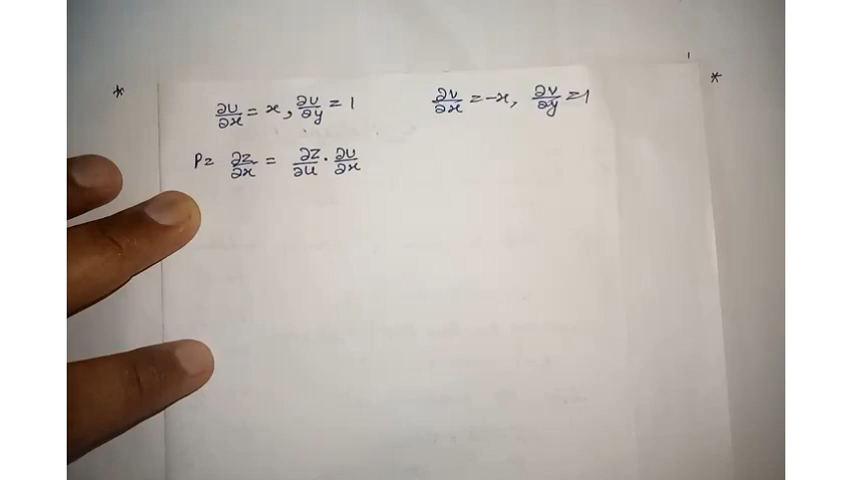 * ∂u/∂x = x, ∂u/∂y = 1 ∂v/∂x = -x, ∂v/∂y = 1 *
P = ∂z/∂x = ∂z/∂u · ∂u/∂x